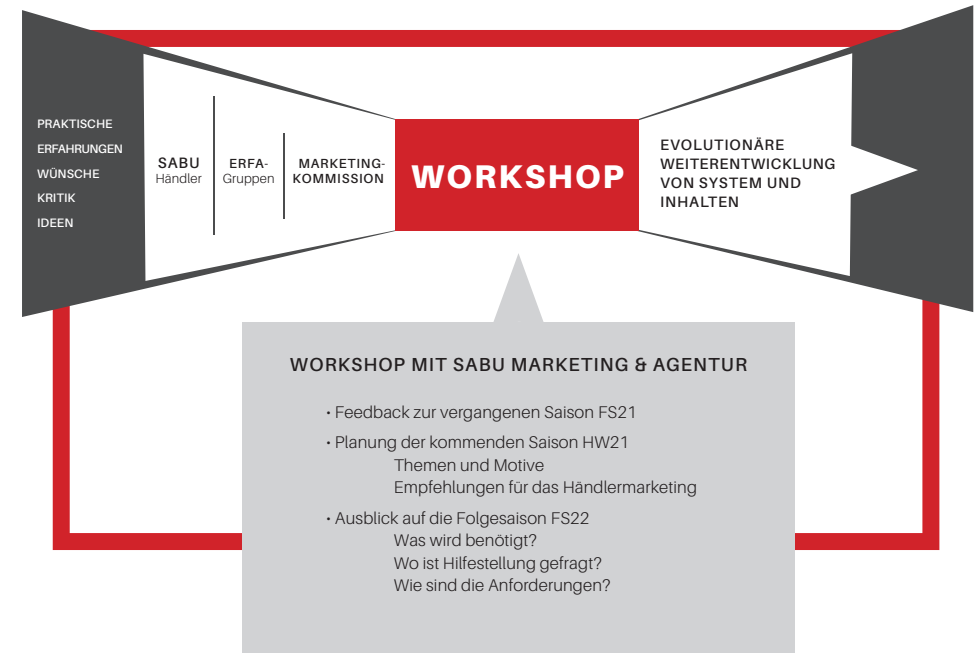 PRAKTISCHE
ERFAHRUNGEN
WÜNSCHE
KRITIK
IDEEN
SABU
Händler
ERFA-
Gruppen
MARKETING-
KOMMISSION
WORKSHOP
EVOLUTIONÄRE
WEITERENTWICKLUNG
VON SYSTEM UND
INHALTEN
WORKSHOP MIT SABU MARKETING & AGENTUR
• Feedback zur vergangenen Saison FS21
• Planung der kommenden Saison HW21
Themen und Motive
Empfehlungen für das Händlermarketing
• Ausblick auf die Folgesaison FS22
Was wird benötigt?
Wo ist Hilfestellung gefragt?
Wie sind die Anforderungen?